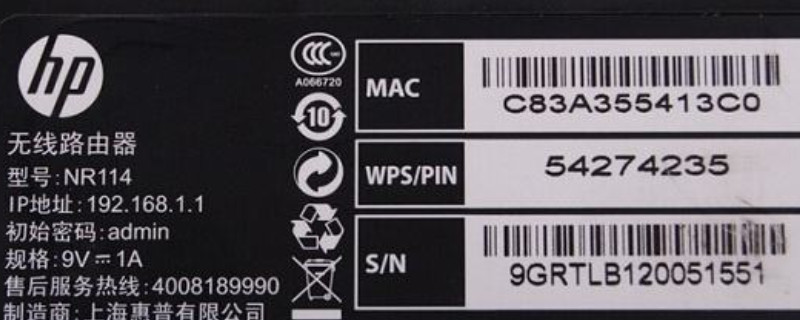 hp
无线路由器
型号:NR114
IP地址:192.168.1.1
初始密码:admin
规格:9V⎓1A
售后服务热线:4008189990
制造商:上海惠普有限公司
CCC
A066720
10
MAC
C83A355413C0
WPS/PIN
54274235
S/N
9GRTLB120051551